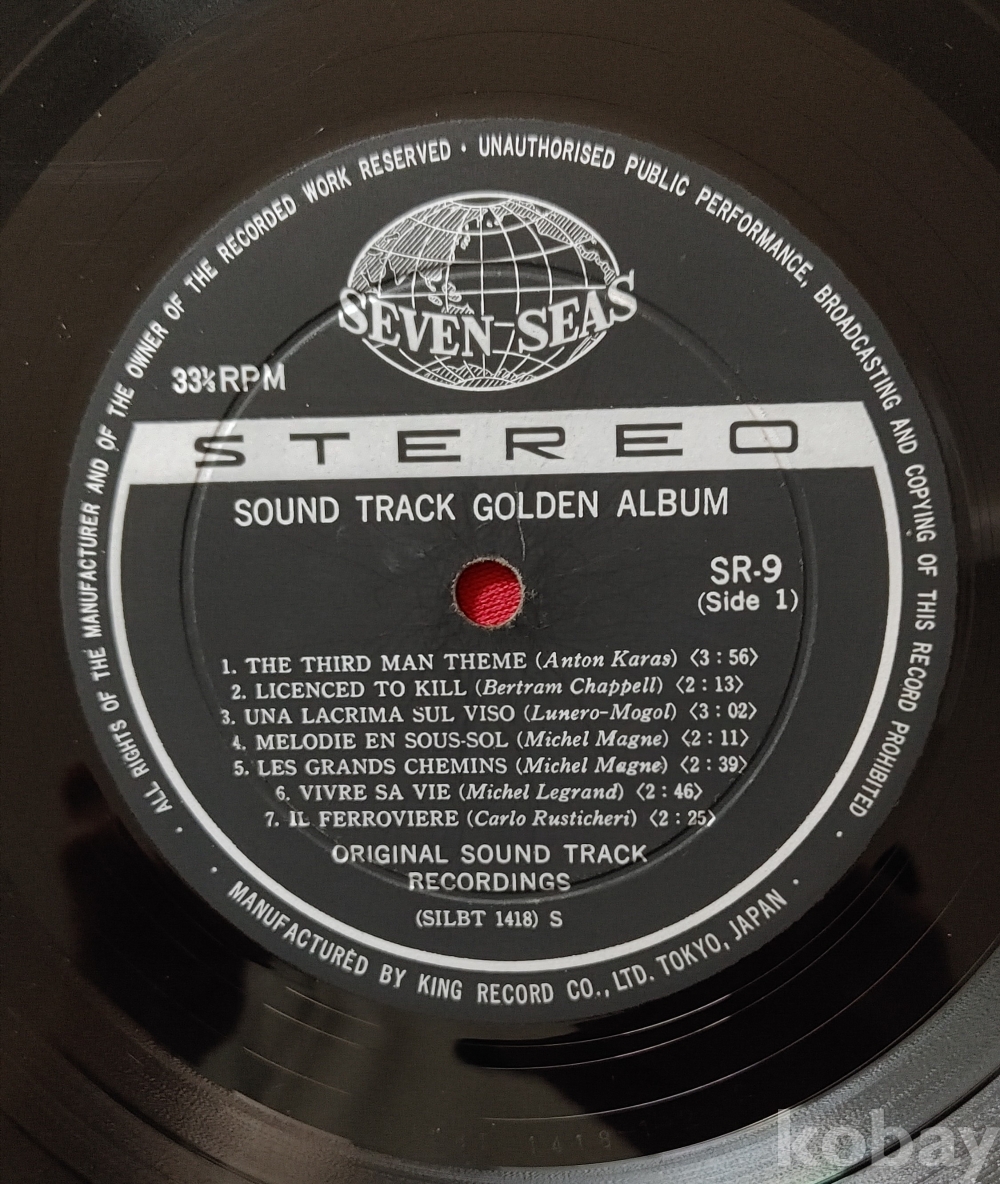 ALL RIGHTS OF THE MANUFACTURER AND OF THE OWNER OF THE RECORDED WORK RESERVED • UNAUTHORISED PUBLIC PERFORMANCE, BROADCASTING AND COPYING OF THIS RECORD PROHIBITED •
SEVEN-SEAS
33⅓RPM
STEREO
SOUND TRACK GOLDEN ALBUM
SR-9
(Side 1)
1. THE THIRD MAN THEME (Anton Karas) <3:56>
2. LICENCED TO KILL (Bertram Chappell) <2:13>
3. UNA LACRIMA SUL VISO (Lunero-Mogol) <3:02>
4. MELODIE EN SOUS-SOL (Michel Magne) <2:11>
5. LES GRANDS CHEMINS (Michel Magne) <2:39>
6. VIVRE SA VIE (Michel Legrand) <2:46>
7. IL FERROVIERE (Carlo Rusticheri) <2:25>
ORIGINAL SOUND TRACK
RECORDINGS
(SILBT 1418) S
• MANUFACTURED BY KING RECORD CO., LTD. TOKYO, JAPAN •
kobay